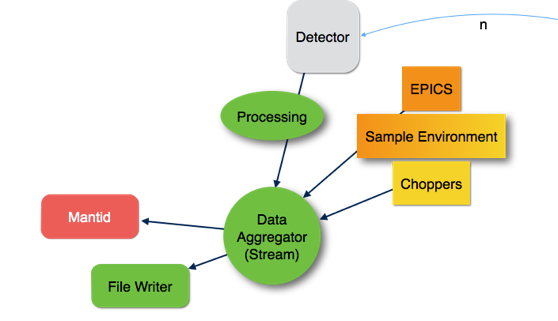 n
Detector
EPICS
Processing
Sample Environment
Choppers
Mantid
Data
Aggregator
(Stream)
File Writer